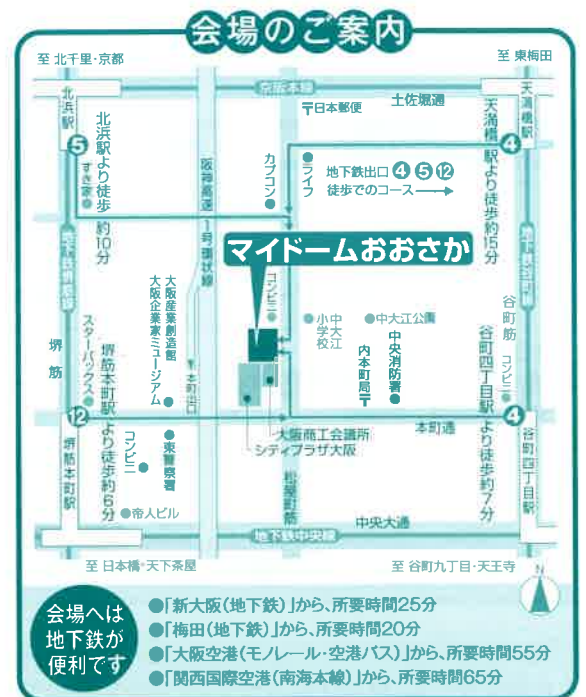 会場のご案内
至 北千里・京都
至 東梅田
京阪本線
北浜駅
天満橋駅
〒日本郵便
土佐堀通
⑤
④
すき家
北浜駅より徒歩 約10分
阪神高速 1号環状線
カプコン
ライフ
地下鉄出口 ④ ⑤ ⑫
徒歩でのコース
天満橋駅より徒歩約15分
マイドームおおさか
地下鉄堺筋線
地下鉄谷町線
堺筋
谷町筋
コンビニ
大阪産業創造館
大阪企業家ミュージアム
コンビニ
中大江小学校
中大江公園
中央消防署
内本町局〒
スターバックス
堺筋本町駅 より徒歩約6分
本町出口
谷町四丁目駅より徒歩約7分
⑫
④
本町通
大阪商工会議所
シティプラザ大阪
堺筋本町駅
コンビニ
東警察署
帝人ビル
松屋町筋
谷町四丁目駅
中央大通
地下鉄中央線
至 日本橋・天下茶屋
至 谷町九丁目・天王寺
N
会場へは
地下鉄が
便利です
●「新大阪(地下鉄)」から、所要時間25分
●「梅田(地下鉄)」から、所要時間20分
●「大阪空港(モノレール・空港バス)」から、所要時間55分
●「関西国際空港(南海本線)」から、所要時間65分